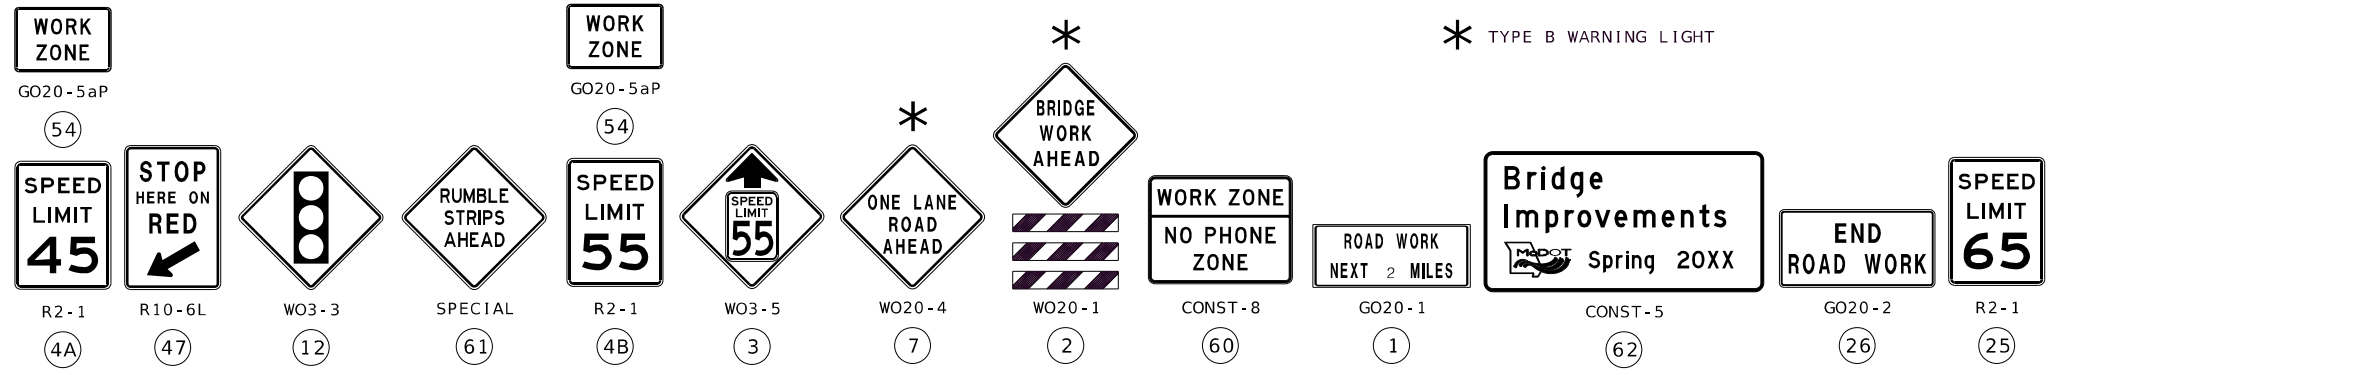 WORK
ZONE
GO20-5aP
54
SPEED
LIMIT
45
R2-1
4A
STOP
HERE ON
RED
R10-6L
47
WO3-3
12
RUMBLE
STRIPS
AHEAD
SPECIAL
61
WORK
ZONE
GO20-5aP
54
SPEED
LIMIT
55
R2-1
4B
SPEED
LIMIT
55
WO3-5
3
*
ONE LANE
ROAD
AHEAD
WO20-4
7
*
BRIDGE
WORK
AHEAD
WO20-1
2
WORK ZONE
NO PHONE
ZONE
CONST-8
60
ROAD WORK
NEXT 2 MILES
GO20-1
1
* TYPE B WARNING LIGHT
Bridge
Improvements
MoDOT Spring 20XX
CONST-5
62
END
ROAD WORK
GO20-2
26
SPEED
LIMIT
65
R2-1
25